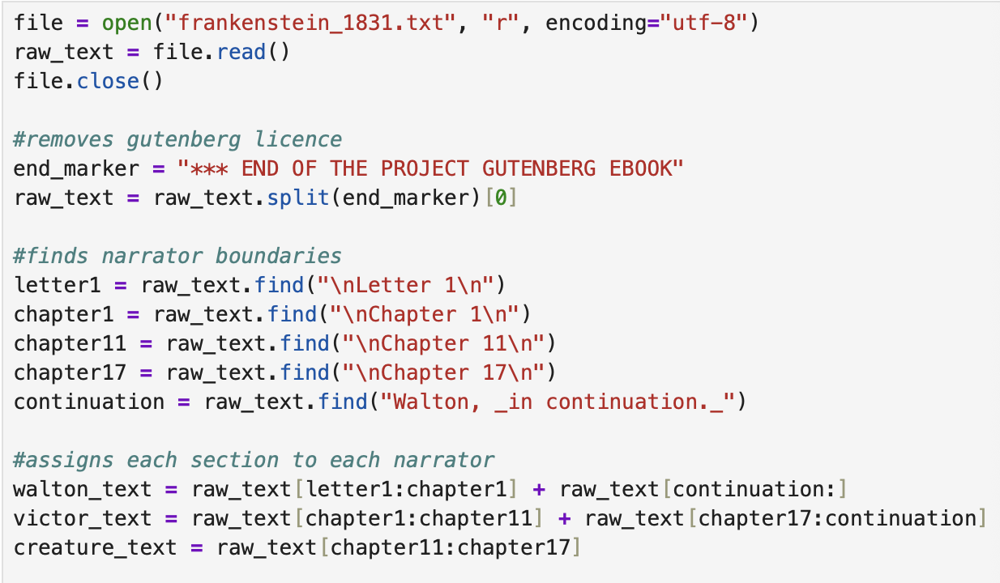 file = open("frankenstein_1831.txt", "r", encoding="utf-8")
raw_text = file.read()
file.close()

#removes gutenberg licence
end_marker = "*** END OF THE PROJECT GUTENBERG EBOOK"
raw_text = raw_text.split(end_marker)[0]

#finds narrator boundaries
letter1 = raw_text.find("\nLetter 1\n")
chapter1 = raw_text.find("\nChapter 1\n")
chapter11 = raw_text.find("\nChapter 11\n")
chapter17 = raw_text.find("\nChapter 17\n")
continuation = raw_text.find("Walton, _in continuation._")

#assigns each section to each narrator
walton_text = raw_text[letter1:chapter1] + raw_text[continuation:]
victor_text = raw_text[chapter1:chapter11] + raw_text[chapter17:continuation]
creature_text = raw_text[chapter11:chapter17]